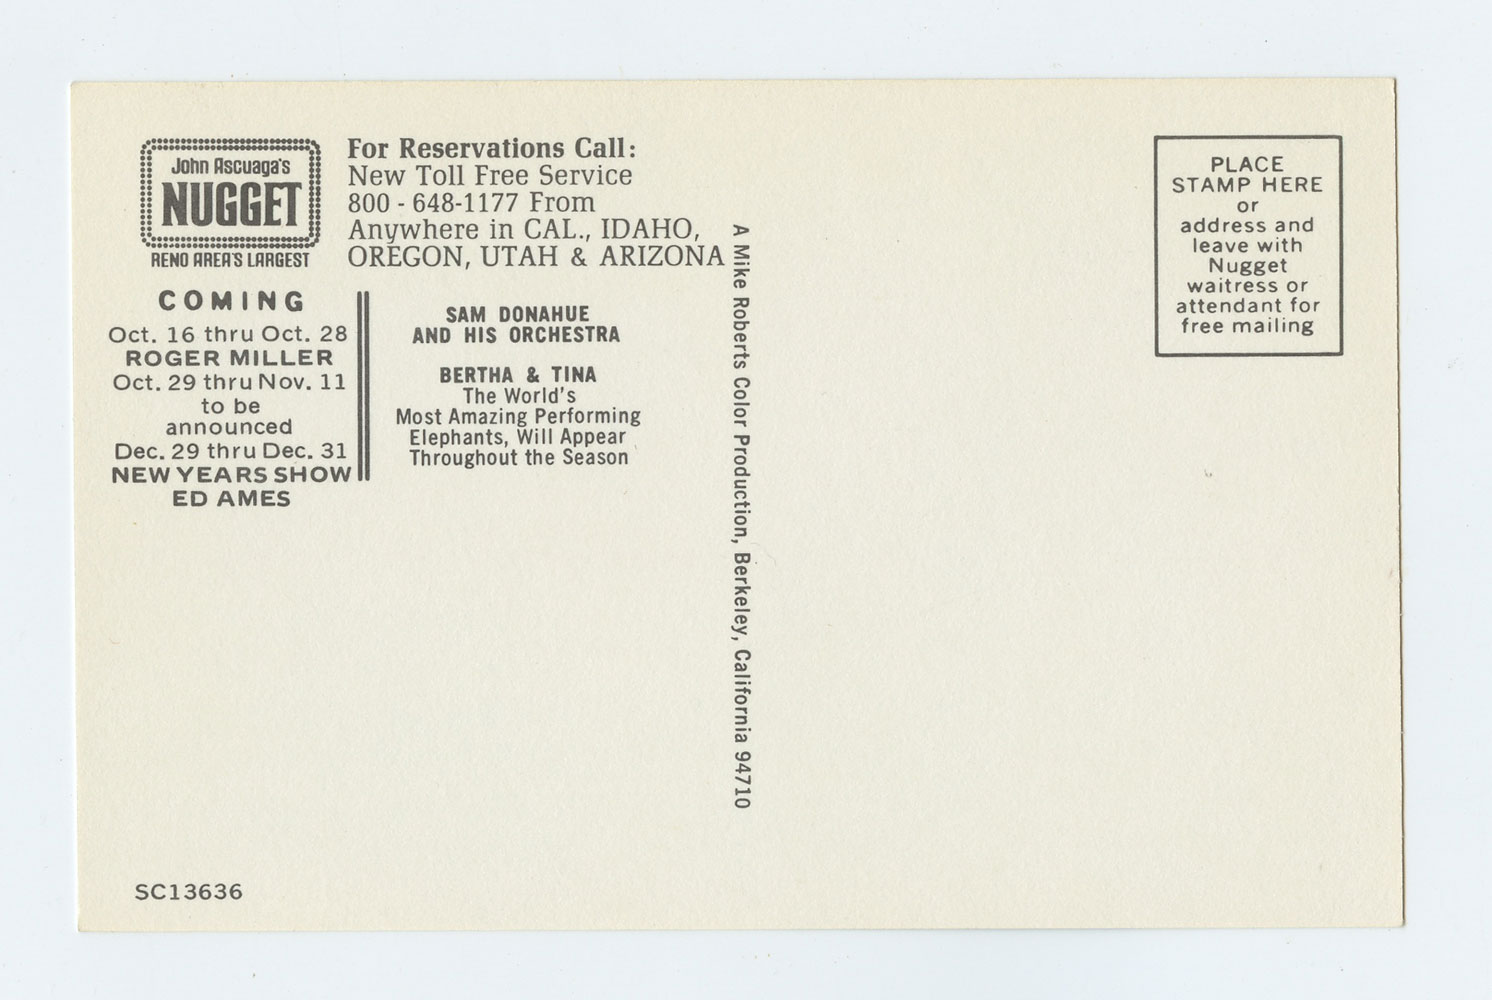 John Ascuaga's
NUGGET
RENO AREA'S LARGEST
For Reservations Call:
New Toll Free Service
800 - 648-1177 From
Anywhere in CAL., IDAHO,
OREGON, UTAH & ARIZONA
COMING
Oct. 16 thru Oct. 28
ROGER MILLER
Oct. 29 thru Nov. 11
to be
announced
Dec. 29 thru Dec. 31
NEW YEARS SHOW
ED AMES
SAM DONAHUE
AND HIS ORCHESTRA
BERTHA & TINA
The World's
Most Amazing Performing
Elephants, Will Appear
Throughout the Season
A Mike Roberts Color Production, Berkeley, California 94710
PLACE
STAMP HERE
or
address and
leave with
Nugget
waitress or
attendant for
free mailing
SC13636